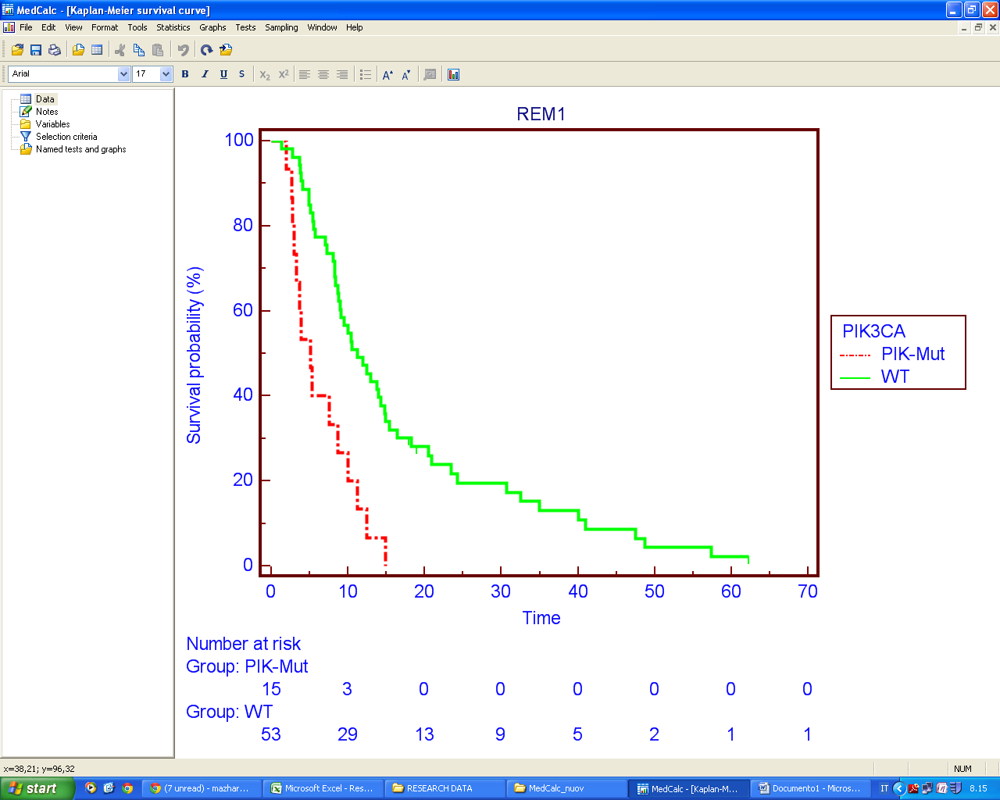 MedCalc - [Kaplan-Meier survival curve]
File Edit View Format Tools Statistics Graphs Tests Sampling Window Help
Arial 17 B I U S X2 X2 A A
Data
Notes
Variables
Selection criteria
Named tests and graphs
REM1
Survival probability (%)
100
80
60
40
20
0
0 10 20 30 40 50 60 70
Time
PIK3CA
PIK-Mut
WT
Number at risk
Group: PIK-Mut
15 3 0 0 0 0 0 0
Group: WT
53 29 13 9 5 2 1 1
x=38,21; y=96,32 NUM
start (7 unread) - mazhar... Microsoft Excel - Res... RESEARCH DATA MedCalc_nuov MedCalc - [Kaplan-M... Documento1 - Micros... IT 8.15